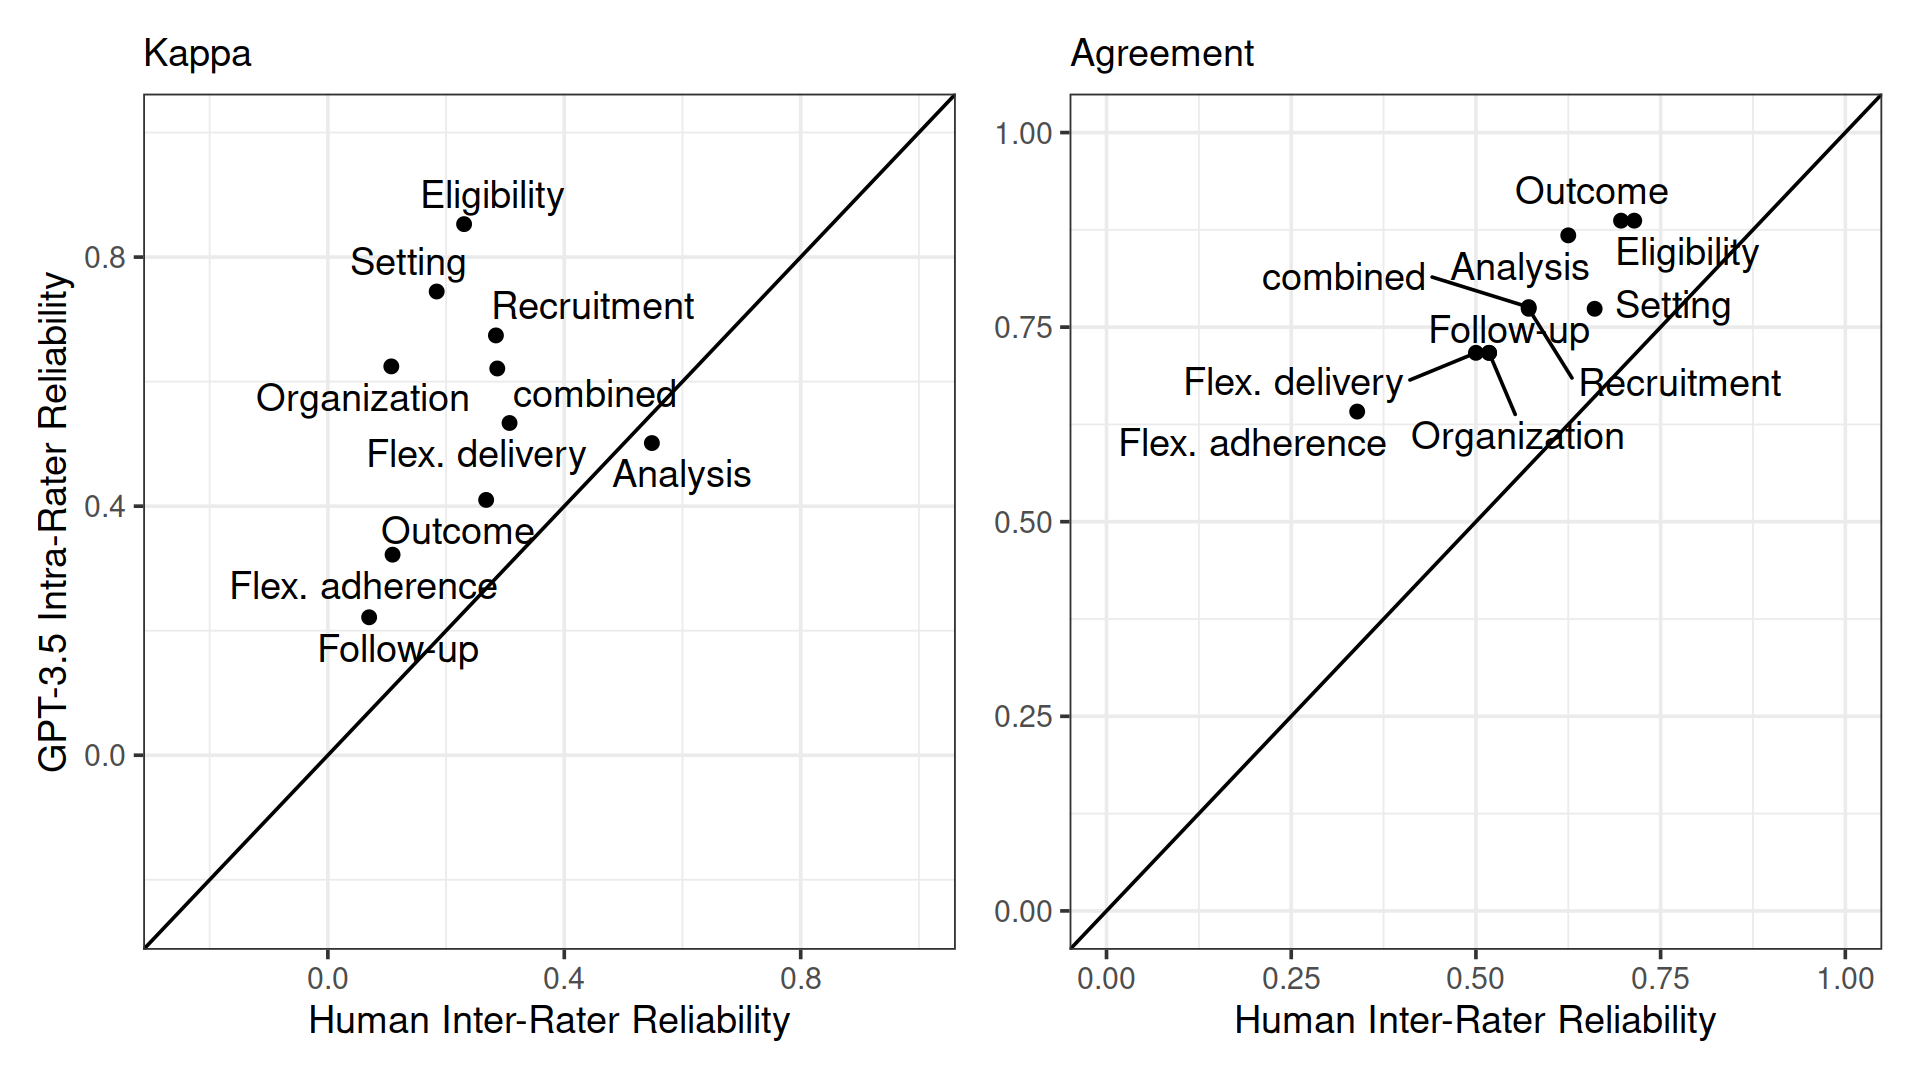 Kappa
GPT-3.5 Intra-Rater Reliability
0.8
0.4
0.0
Eligibility
Setting
Recruitment
Organization
combined
Flex. delivery
Analysis
Outcome
Flex. adherence
Follow-up
0.0 0.4 0.8
Human Inter-Rater Reliability
Agreement
1.00
0.75
0.50
0.25
0.00
Outcome
Eligibility
Analysis
combined
Setting
Follow-up
Flex. delivery
Recruitment
Organization
Flex. adherence
0.00 0.25 0.50 0.75 1.00
Human Inter-Rater Reliability